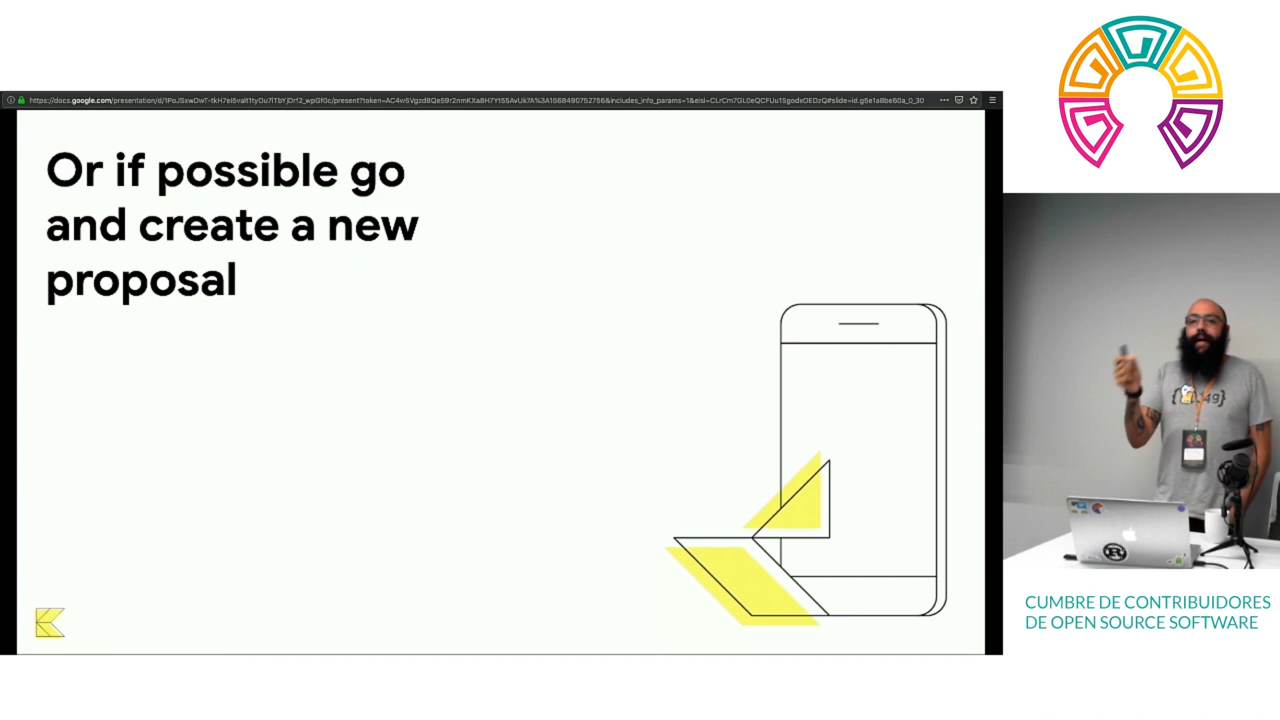 Or if possible go
and create a new
proposal
CUMBRE DE CONTRIBUIDORES
DE OPEN SOURCE SOFTWARE